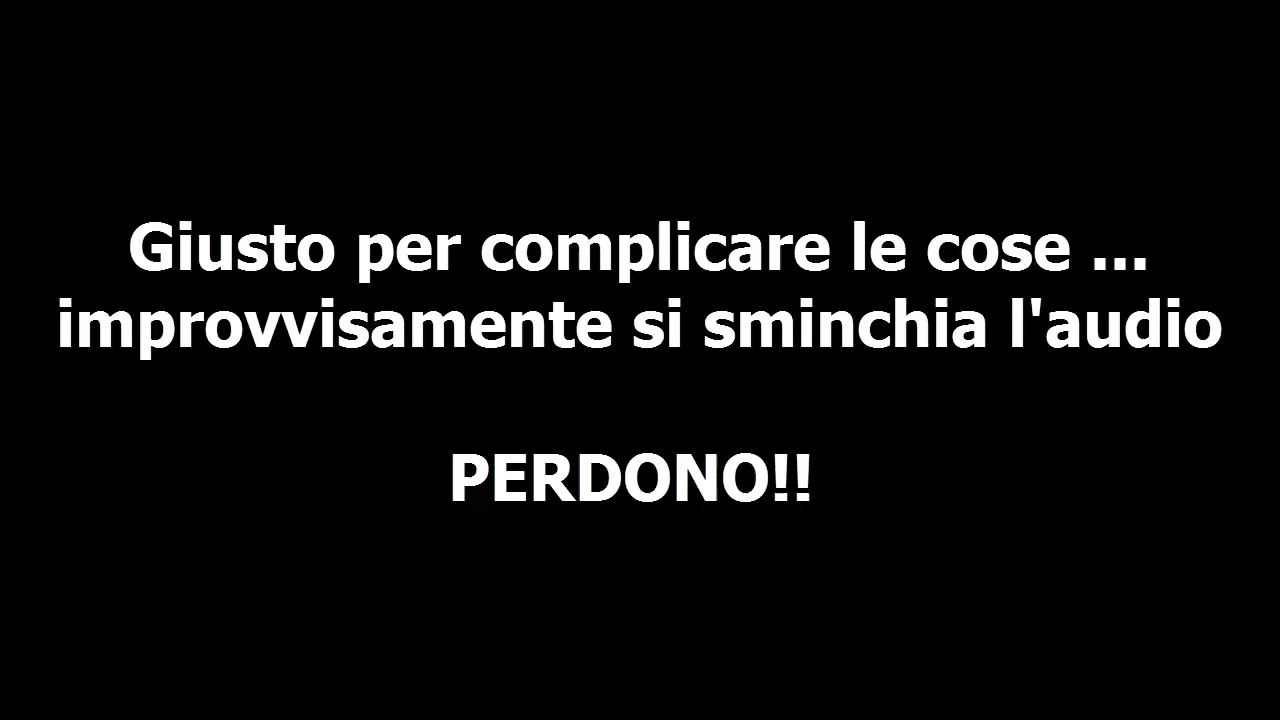 Giusto per complicare le cose ...
improvvisamente si sminchia l'audio
PERDONO!!